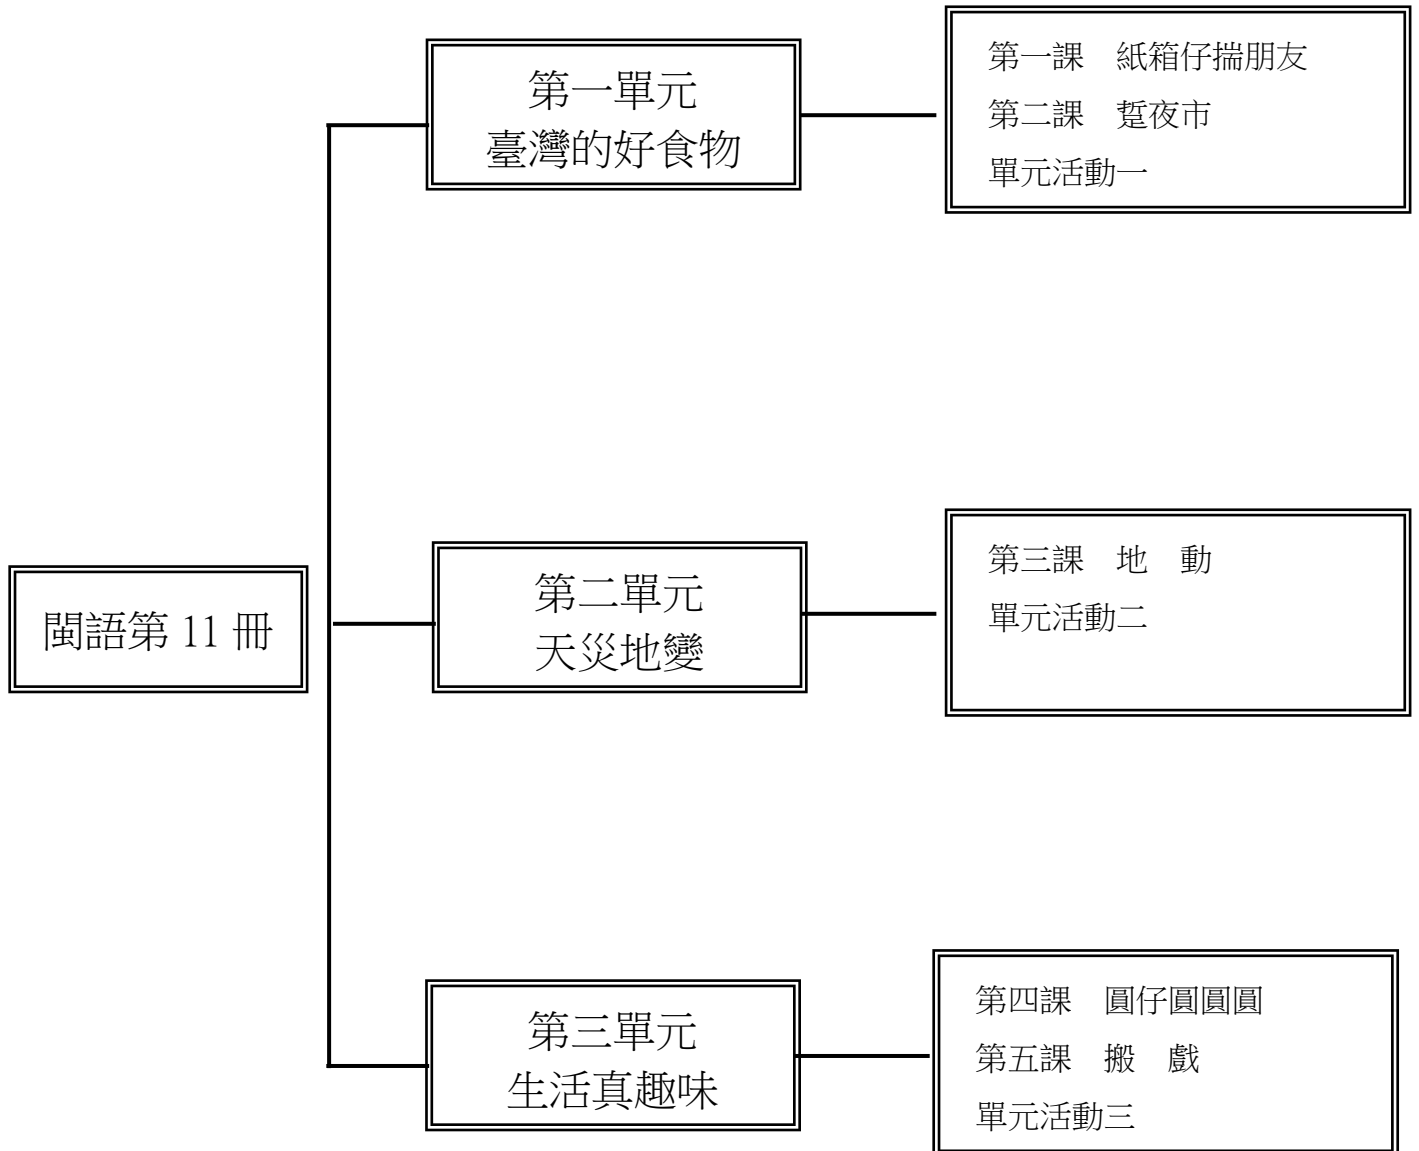 第一單元
臺灣的好食物
第一課　紙箱仔揣朋友
第二課　踅夜市
單元活動一
閩語第 11 冊
第二單元
天災地變
第三課　地　動
單元活動二
第三單元
生活真趣味
第四課　圓仔圓圓圓
第五課　搬　戲
單元活動三